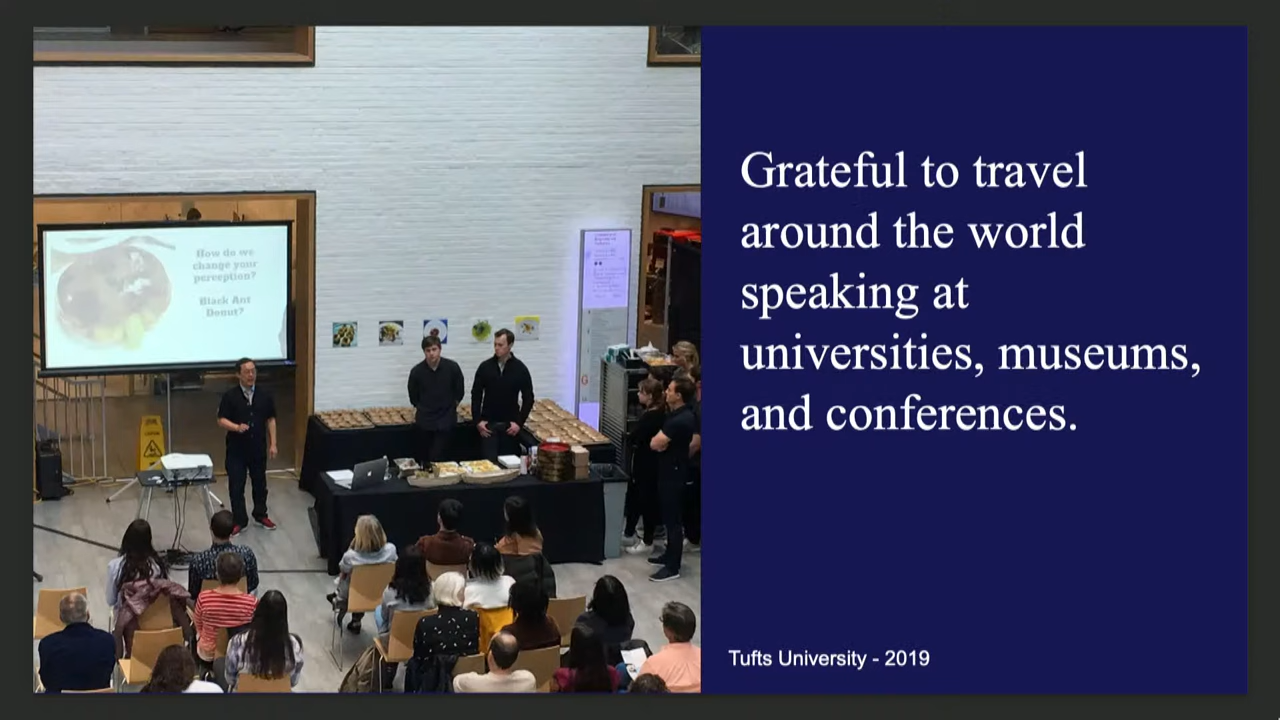 How do we
change your
perception?
Black Ant
Donut?
Grateful to travel
around the world
speaking at
universities, museums,
and conferences.
Tufts University - 2019